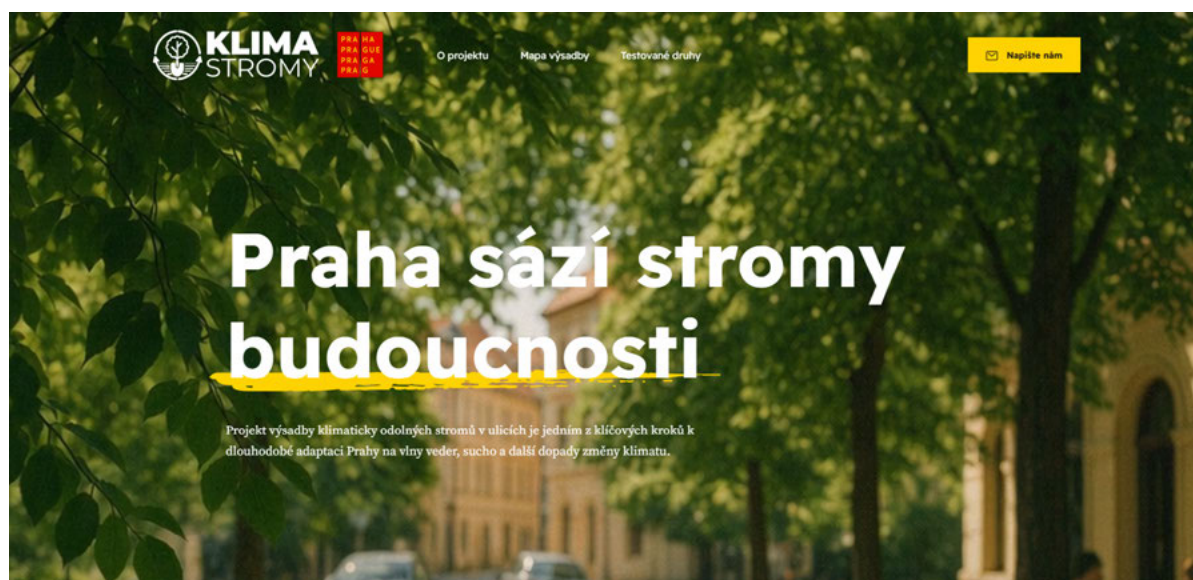 KLIMA
STROMY
PRA HA
PRA GUE
PRA GA
PRA G
O projektu
Mapa výsadby
Testované druhy
Napište nám
Praha sází stromy
budoucnosti
Projekt výsadby klimaticky odolných stromů v ulicích je jedním z klíčových kroků k
dlouhodobé adaptaci Prahy na vlny veder, sucho a další dopady změny klimatu.